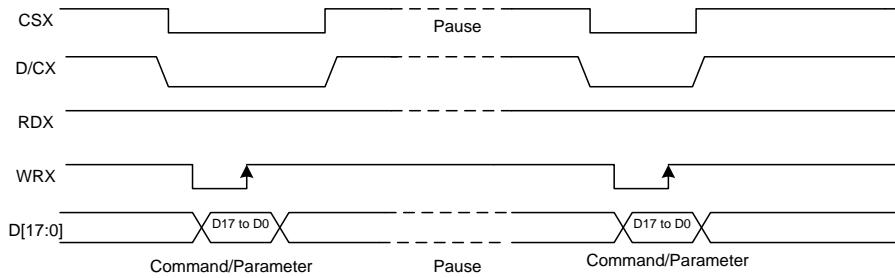 CSX
Pause
D/CX
RDX
WRX
D[17:0]
D17 to D0
D17 to D0
Command/Parameter
Pause
Command/Parameter